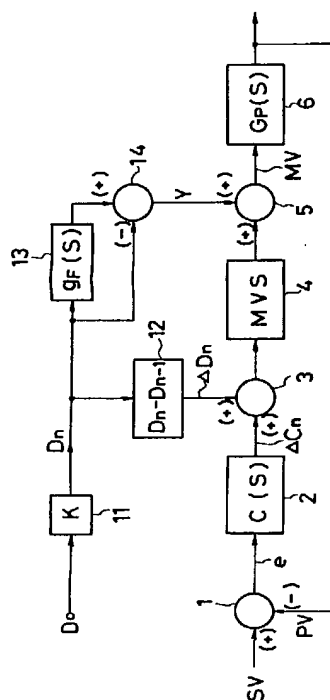 13
gF(S)
(+)
14
(-)
Dn
Do
K
11
12
Dn-Dn-1
Y
ΔDn
(+)
(+)
SV
(+)
1
(-)
PV
e
C(S)
2
ΔCn
(+)
3
MVS
4
(+)
5
MV
GP(S)
6